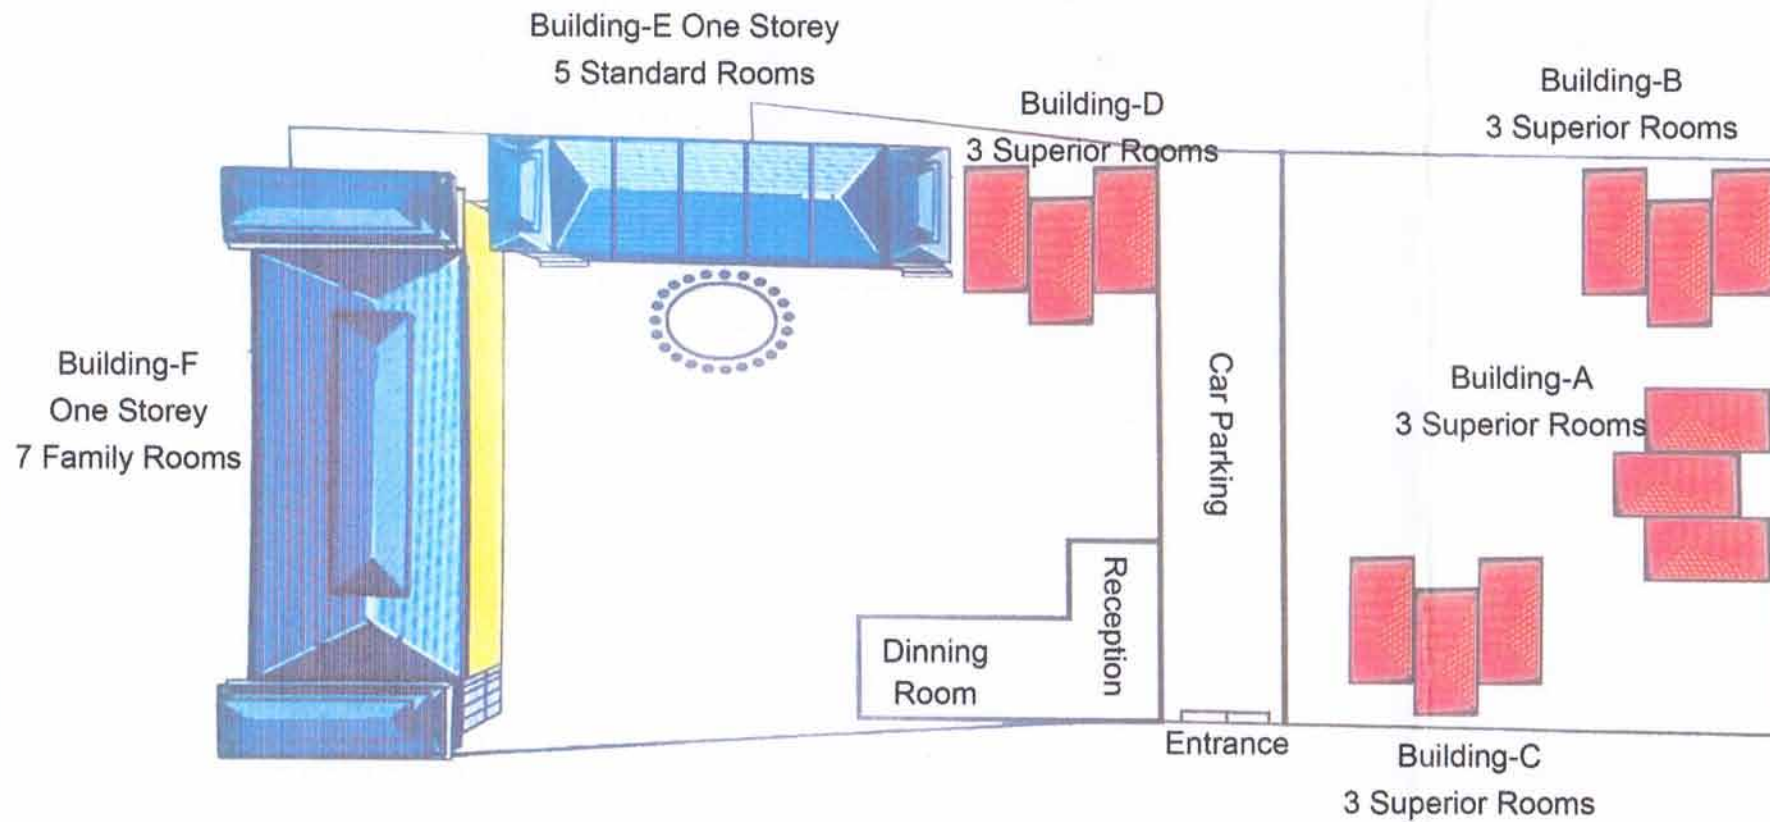 Building-E One Storey
5 Standard Rooms
Building-D
3 Superior Rooms
Building-B
3 Superior Rooms
Building-F
One Storey
7 Family Rooms
Car Parking
Building-A
3 Superior Rooms
Reception
Dinning
Room
Entrance
Building-C
3 Superior Rooms